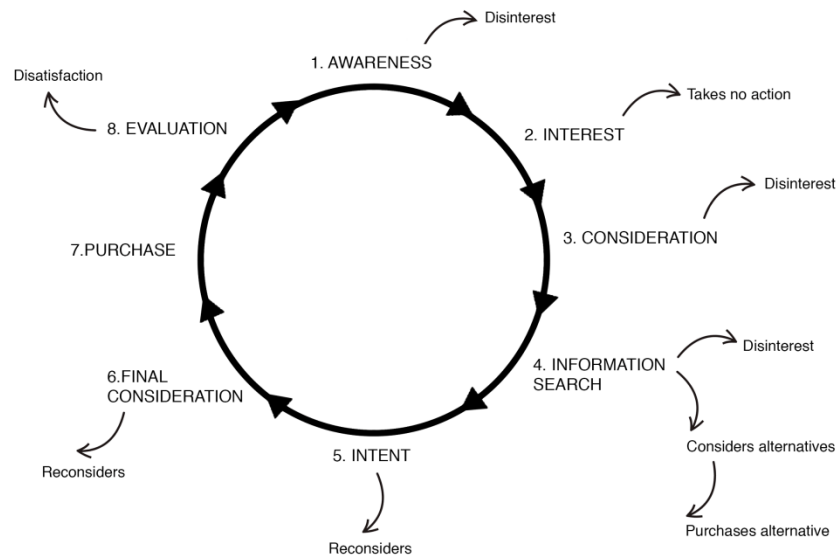 1. AWARENESS
Disinterest
2. INTEREST
Takes no action
3. CONSIDERATION
Disinterest
4. INFORMATION
SEARCH
Disinterest
Considers alternatives
Purchases alternative
5. INTENT
Reconsiders
6.FINAL
CONSIDERATION
Reconsiders
7.PURCHASE
8. EVALUATION
Disatisfaction